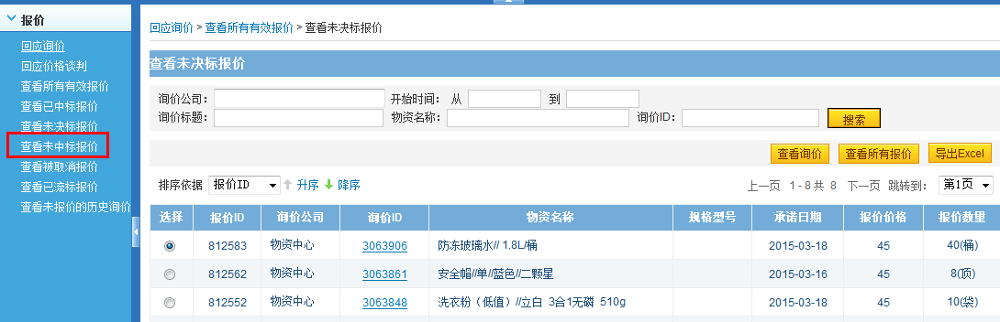 报价
回应询价
回应价格谈判
查看所有有效报价
查看已中标报价
查看未决标报价
查看未中标报价
查看被取消报价
查看已流标报价
查看未报价的历史询价
回应询价 > 查看所有有效报价 > 查看未决标报价
查看未决标报价
询价公司： 开始时间： 从 到
询价标题： 物资名称： 询价ID： 搜索
查看询价 查看所有报价 导出Excel
排序依据 报价ID 升序 降序 上一页 1 - 8 共 8 下一页 跳转到： 第1页
选择 报价ID 询价公司 询价ID 物资名称 规格型号 承诺日期 报价价格 报价数量
812583 物资中心 3063906 防冻玻璃水// 1.8L/桶 2015-03-18 45 40(桶)
812562 物资中心 3063861 安全帽//单//蓝色//二颗星 2015-03-16 45 8(顶)
812552 物资中心 3063848 洗衣粉（低值）//立白 3合1无磷 510g 2015-03-18 45 10(袋)